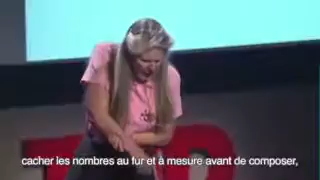 cacher les nombres au fur et à mesure avant de composer,